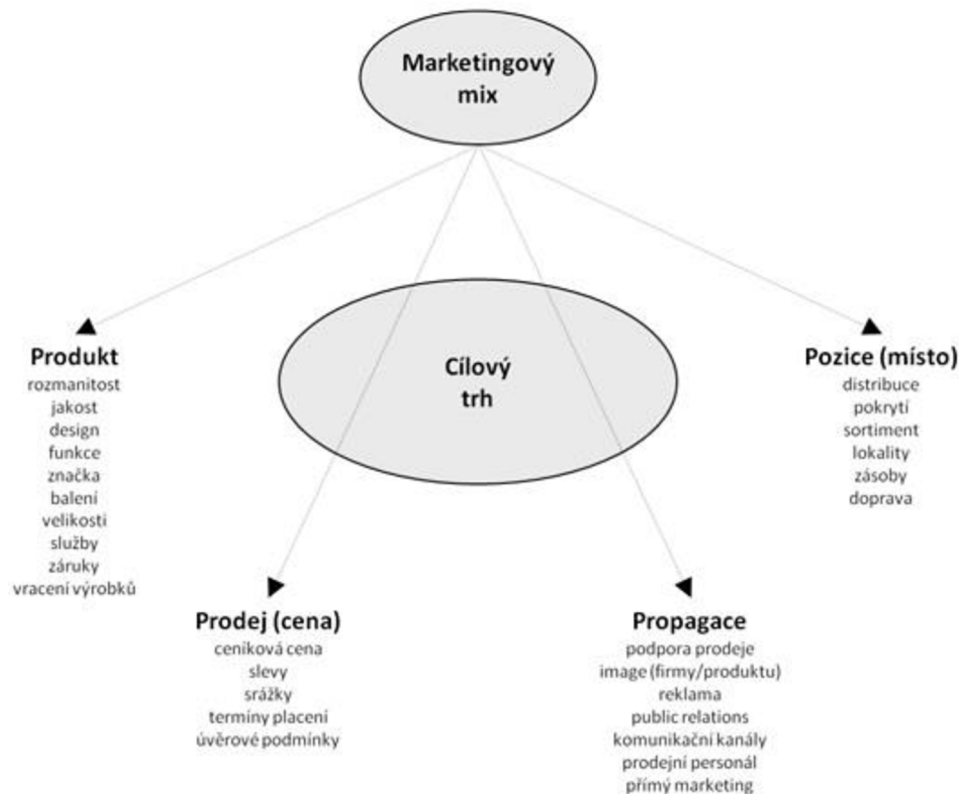 Marketingový
mix
Cílový
trh
Produkt
rozmanitost
jakost
design
funkce
značka
balení
velikosti
služby
záruky
vracení výrobků
Prodej (cena)
ceníková cena
slevy
srážky
termíny placení
úvěrové podmínky
Propagace
podpora prodeje
image (firmy/produktu)
reklama
public relations
komunikační kanály
prodejní personál
přímý marketing
Pozice (místo)
distribuce
pokrytí
sortiment
lokality
zásoby
doprava